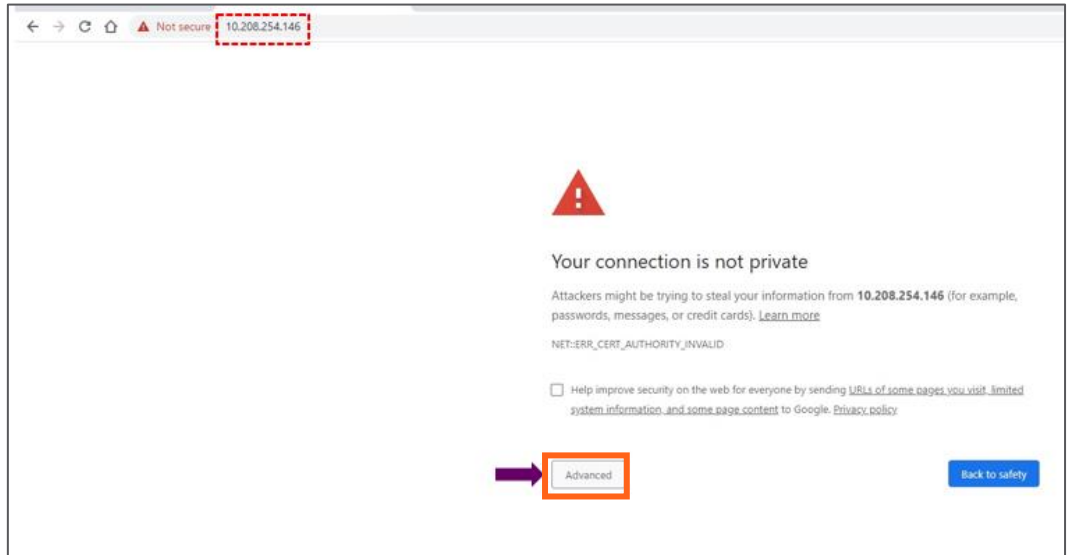 Not secure 10.208.254.146
Your connection is not private
Attackers might be trying to steal your information from 10.208.254.146 (for example,
passwords, messages, or credit cards). Learn more
NET::ERR_CERT_AUTHORITY_INVALID
Help improve security on the web for everyone by sending URLs of some pages you visit, limited
system information, and some page content to Google. Privacy policy
Advanced
Back to safety